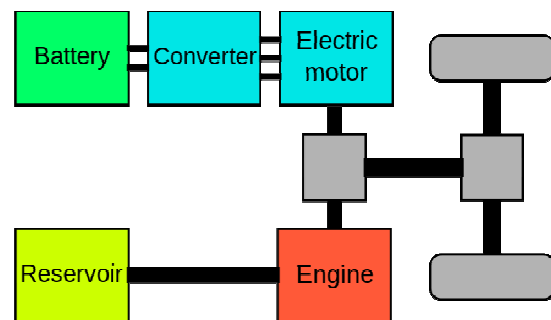 Battery
Converter
Electric
motor
Reservoir
Engine